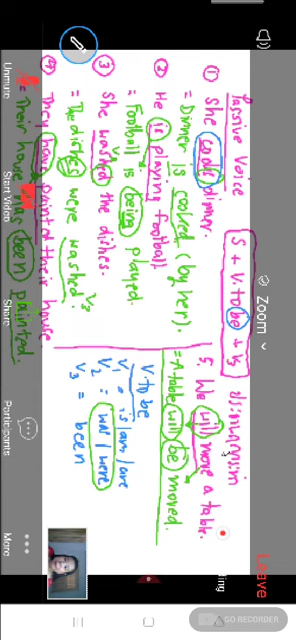 Zoom
Leave
Passive Voice
S + V. to be + V3
① She cooks dinner.
= Dinner is cooked (by her).
② He is playing football
= Football is being played.
V2
③ She washed the dishes.
= The dishes were washed. V3
④ They have painted their house
= Their house has been painted.
5. We will move a table.
= A table will be moved.
V. to be
V1 = is/am/are
V2 = was/were
V3 = been
Unmute
Start Video
Share
Participants
More
GO RECORDER